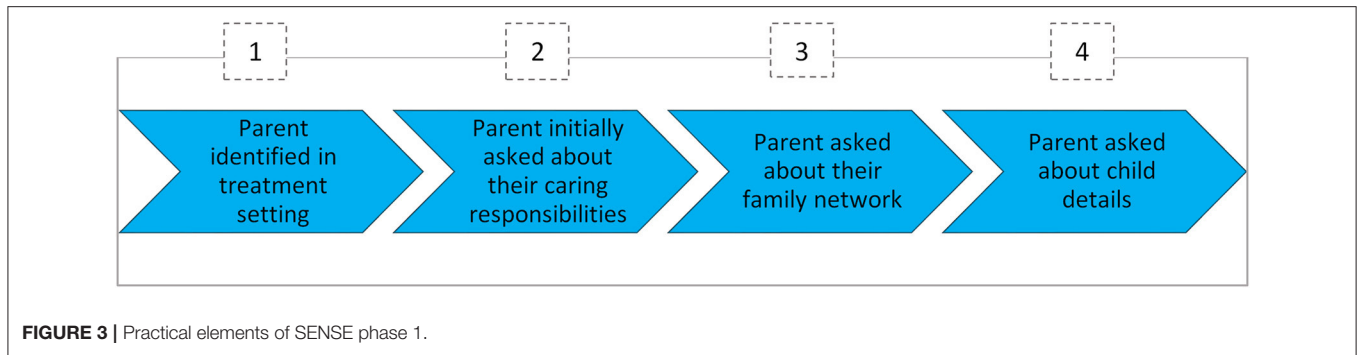 1
2
3
4
Parent
identified in
treatment
setting
Parent initially
asked about
their caring
responsibilities
Parent asked
about their
family network
Parent asked
about child
details
FIGURE 3 | Practical elements of SENSE phase 1.